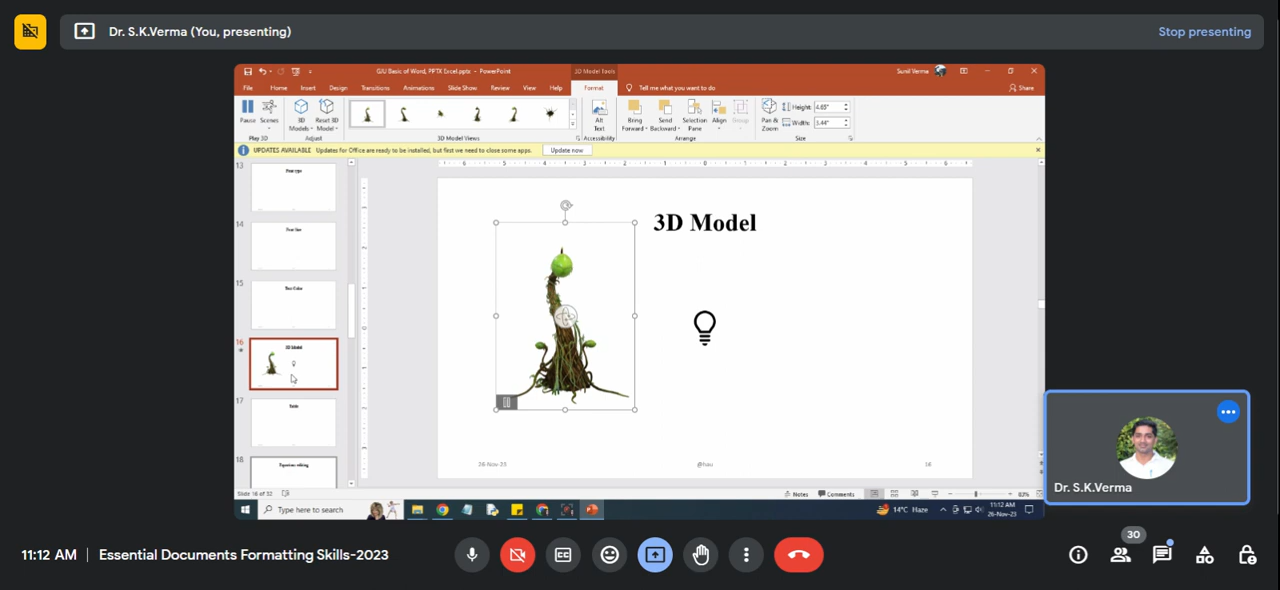 Dr. S.K.Verma (You, presenting)
Stop presenting
GJU Basic of Word, PPTX Excel.pptx - PowerPoint
3D Model Tools
Sunil Verma
File Home Insert Design Transitions Animations Slide Show Review View Help Format Tell me what you want to do Share
Pause Scenes
3D Models Reset 3D Model
Alt Text
Bring Forward Send Backward Selection Pane Align Group
Pan & Zoom
Height: 4.65"
Width: 3.44"
Play 3D Adjust 3D Model Views Accessibility Arrange Size
UPDATES AVAILABLE Updates for Office are ready to be installed, but first we need to close some apps. Update now
13
14
15
Text Color
16
3D Model
17
18
Equation editing
3D Model
26-Nov-23
16
Slide 16 of 32
Notes Comments
83%
Type here to search
14°C Haze
11:12 AM
26-Nov-23
Dr. S.K.Verma
30
11:12 AM | Essential Documents Formatting Skills-2023